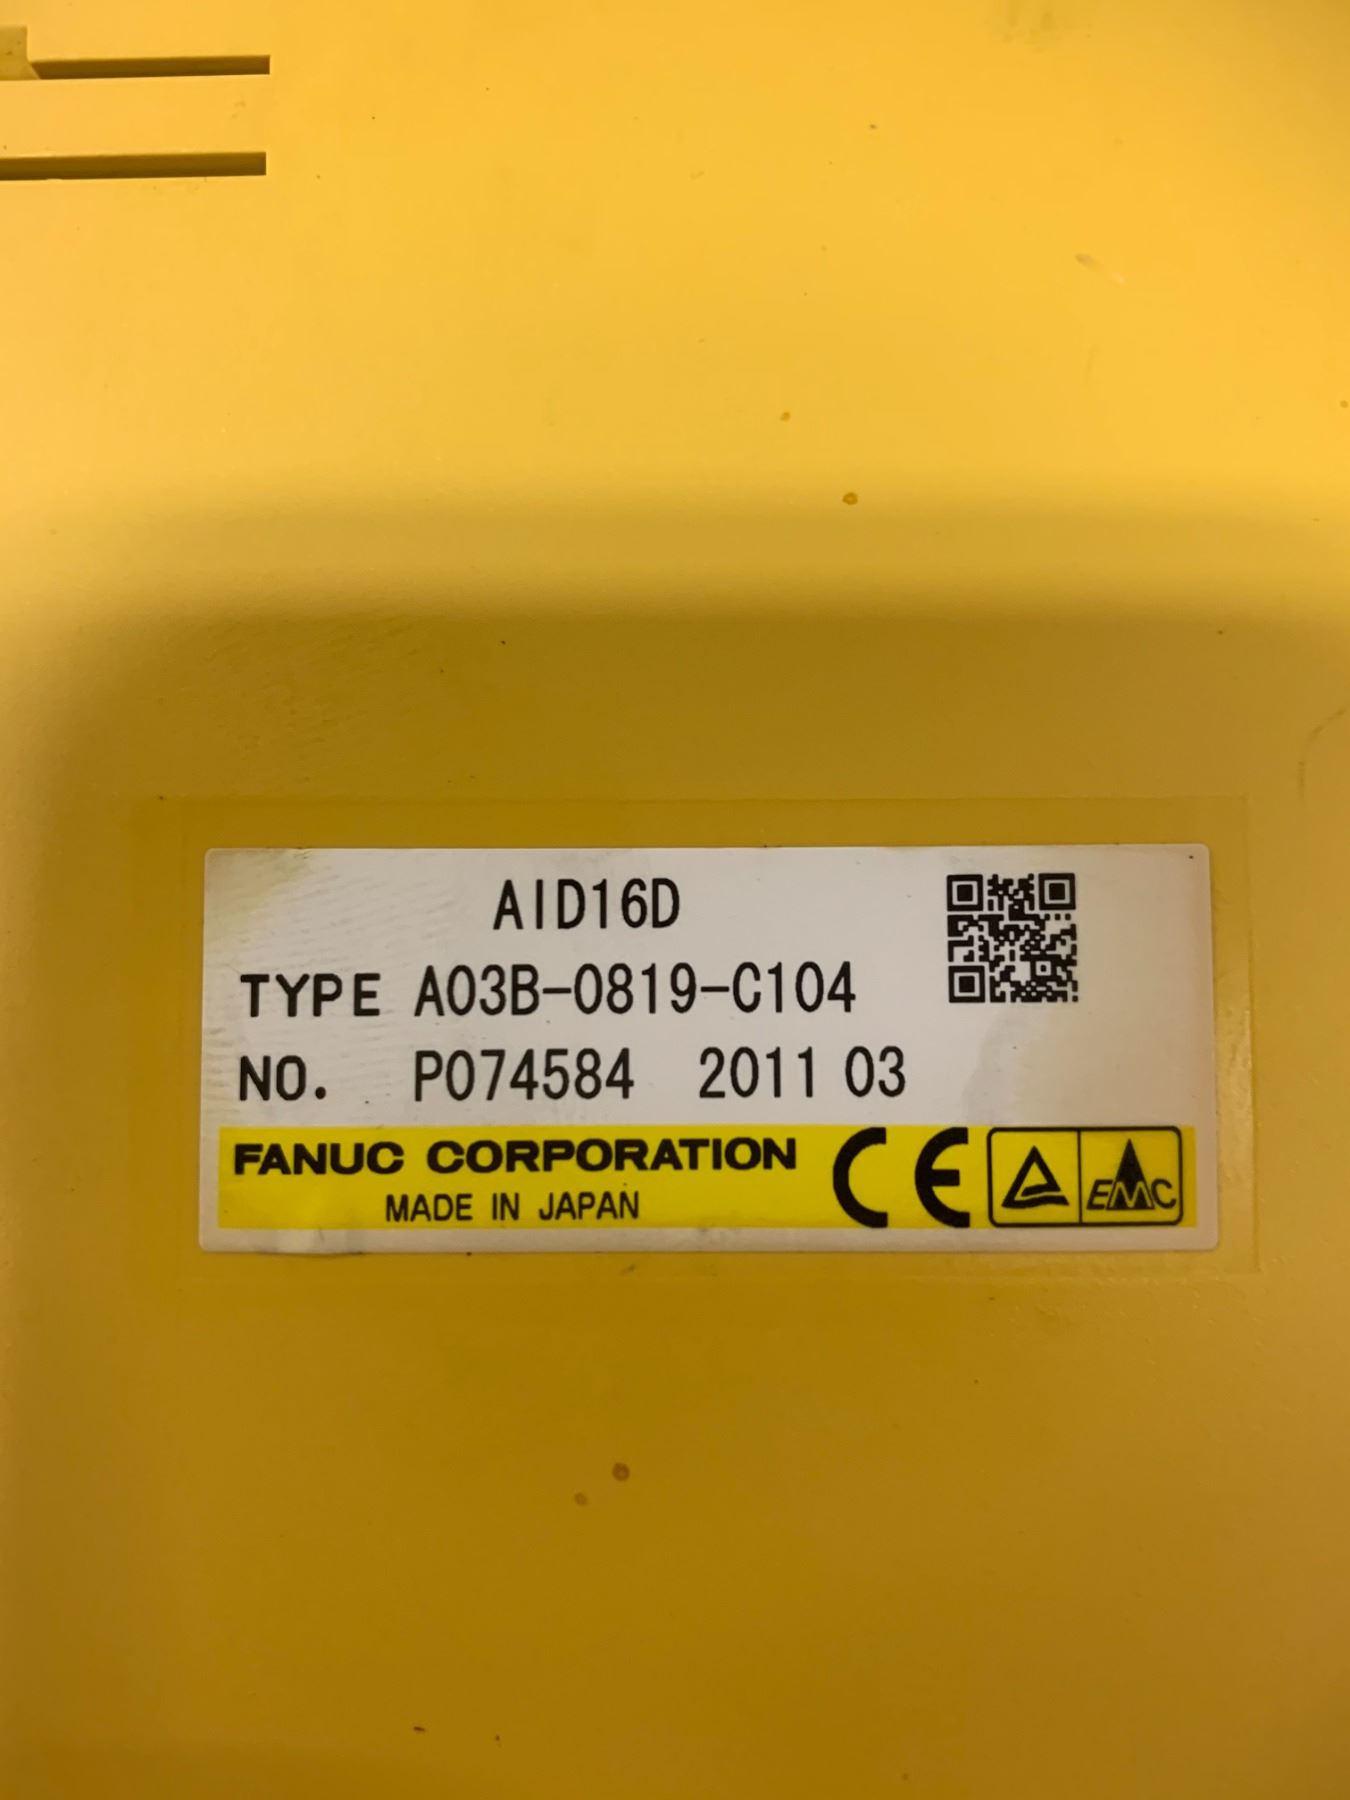 AID16D
TYPE A03B-0819-C104
NO. P074584 2011 03
FANUC CORPORATION
MADE IN JAPAN
CE
EMC